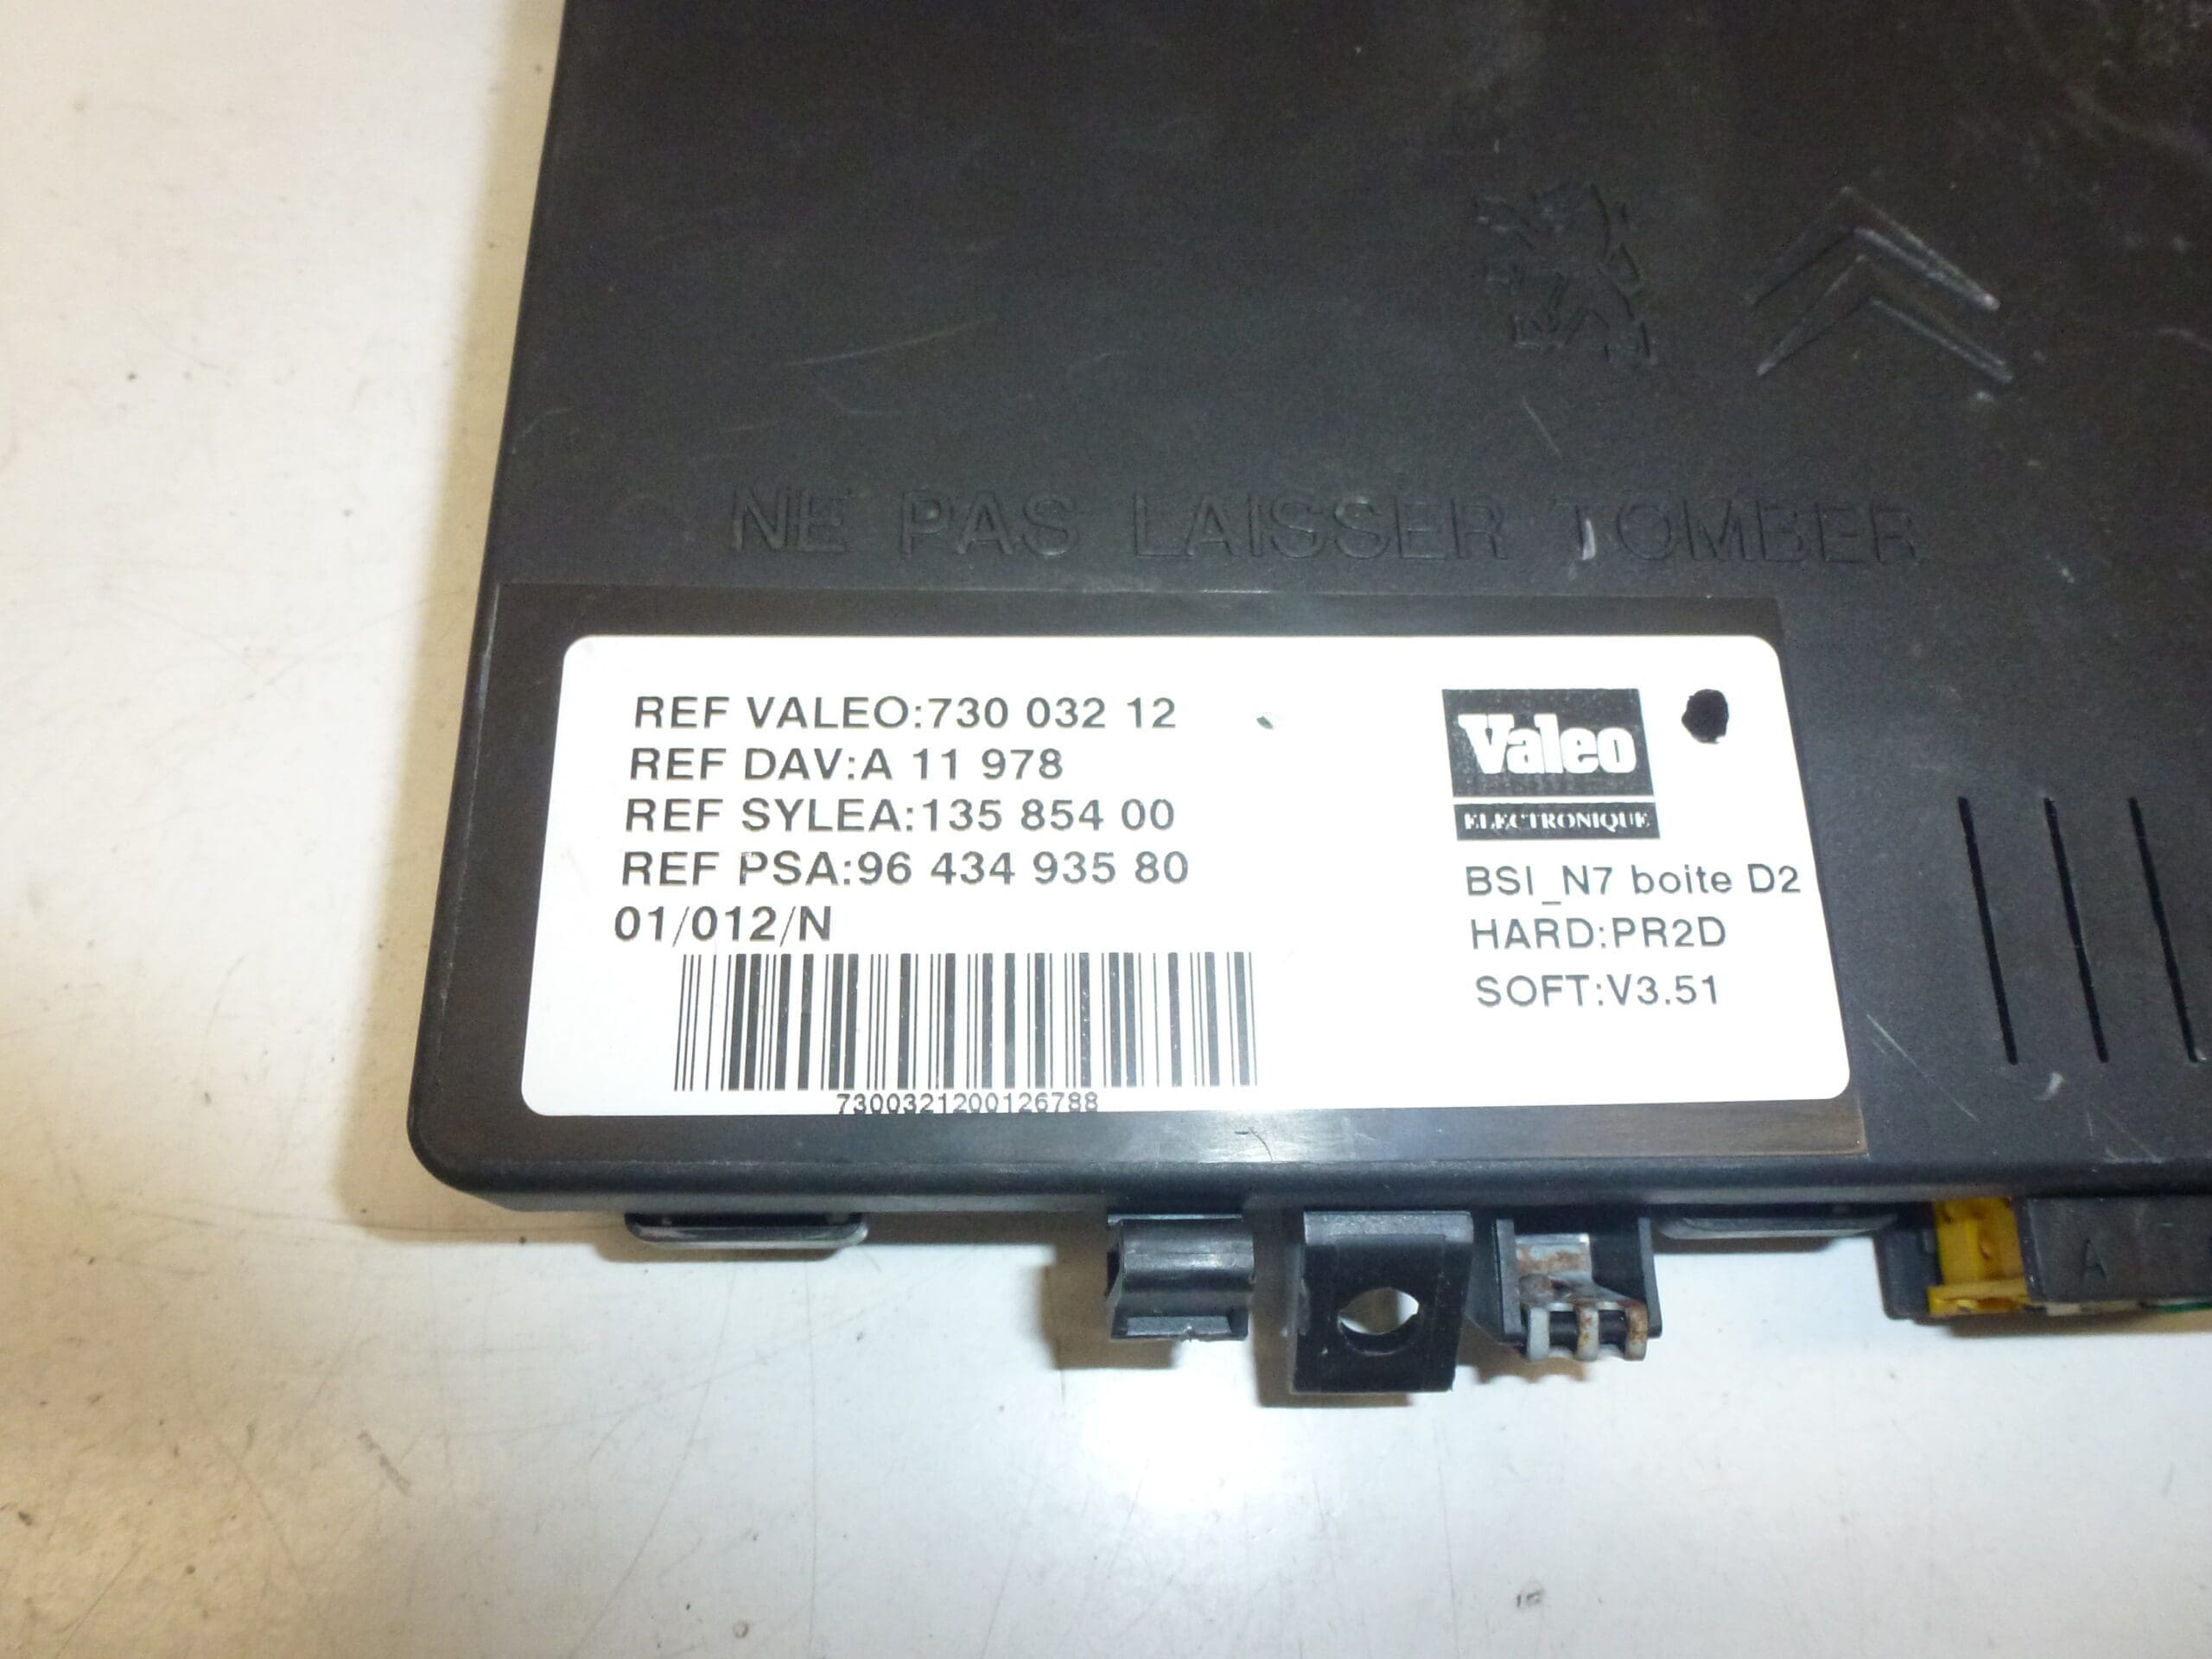 NE PAS LAISSER TOMBER
REF VALEO:730 032 12
REF DAV:A 11 978
REF SYLEA:135 854 00
REF PSA:96 434 935 80
01/012/N
7300321200126788
Valeo
ELECTRONIQUE
BSI_N7 boite D2
HARD:PR2D
SOFT:V3.51
A